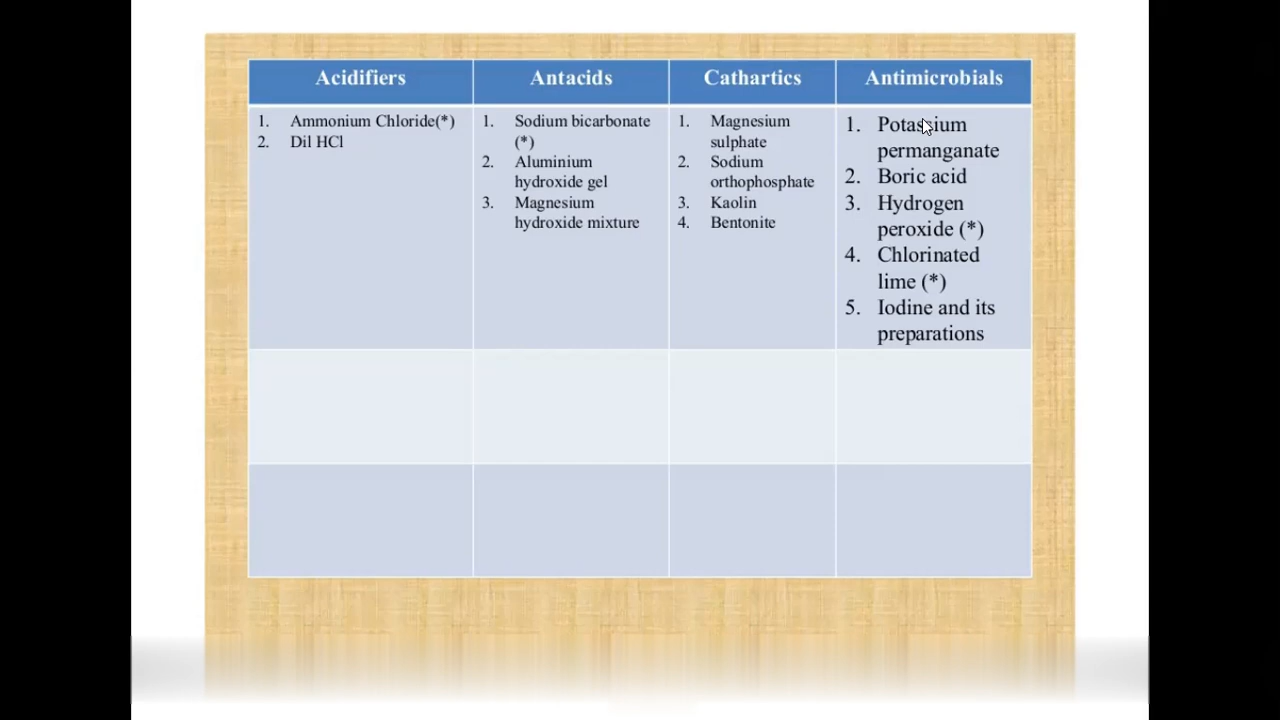 Acidifiers
Antacids
Cathartics
Antimicrobials
1. Ammonium Chloride(*)
2. Dil HCl
1. Sodium bicarbonate
(*)
2. Aluminium
hydroxide gel
3. Magnesium
hydroxide mixture
1. Magnesium
sulphate
2. Sodium
orthophosphate
3. Kaolin
4. Bentonite
1. Potassium
permanganate
2. Boric acid
3. Hydrogen
peroxide (*)
4. Chlorinated
lime (*)
5. Iodine and its
preparations